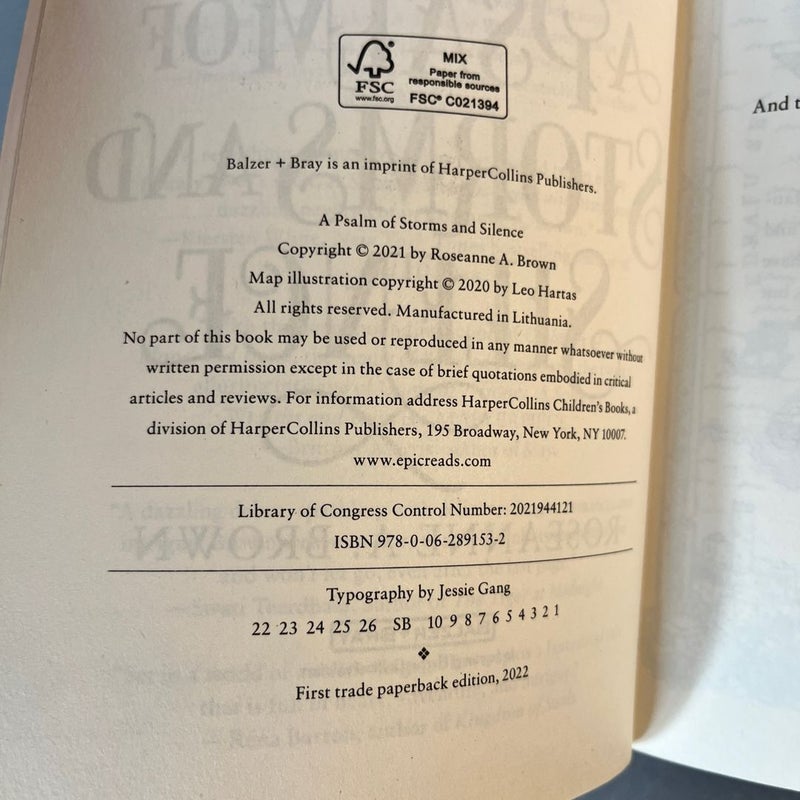 FSC
www.fsc.org
MIX
Paper from
responsible sources
FSC® C021394
Balzer + Bray is an imprint of HarperCollins Publishers.
A Psalm of Storms and Silence
Copyright © 2021 by Roseanne A. Brown
Map illustration copyright © 2020 by Leo Hartas
All rights reserved. Manufactured in Lithuania.
No part of this book may be used or reproduced in any manner whatsoever without
written permission except in the case of brief quotations embodied in critical
articles and reviews. For information address HarperCollins Children's Books, a
division of HarperCollins Publishers, 195 Broadway, New York, NY 10007.
www.epicreads.com
Library of Congress Control Number: 2021944121
ISBN 978-0-06-289153-2
Typography by Jessie Gang
22 23 24 25 26 SB 10 9 8 7 6 5 4 3 2 1
❖
First trade paperback edition, 2022
And t